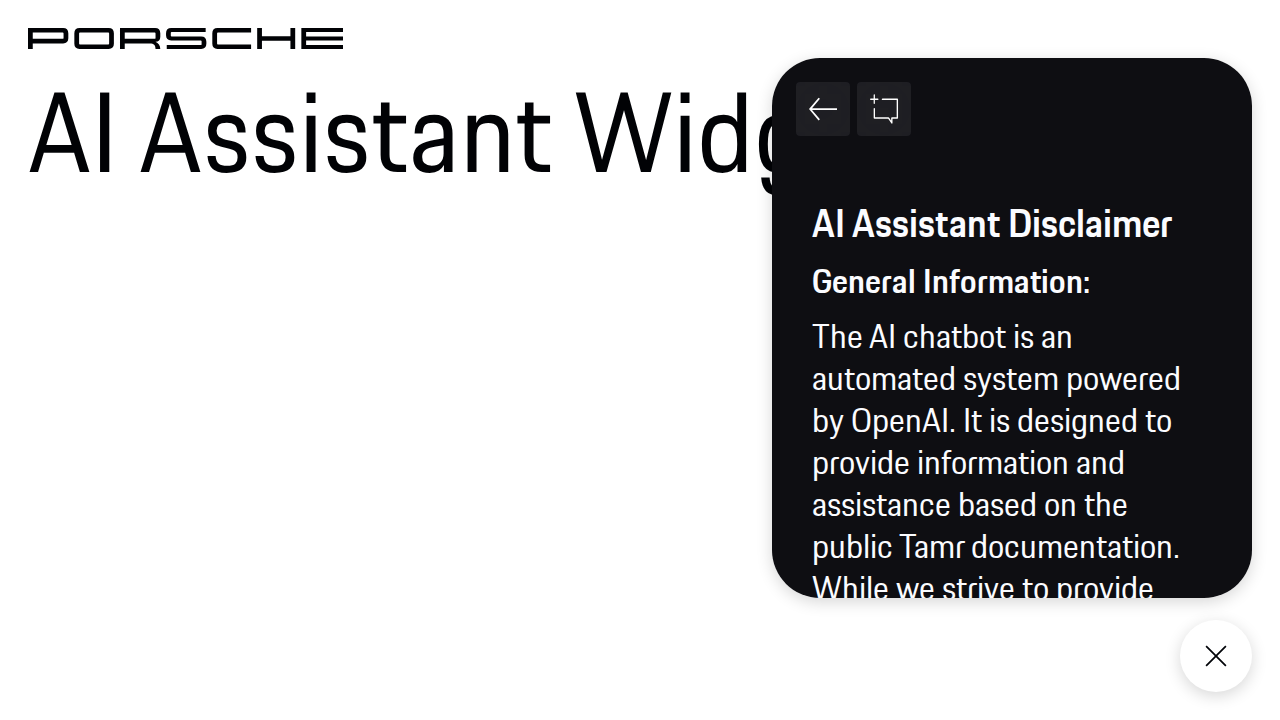 PORSCHE
AI Assistant Widg
AI Assistant Disclaimer
General Information:
The AI chatbot is an
automated system powered
by OpenAI. It is designed to
provide information and
assistance based on the
public Tamr documentation.
While we strive to provide